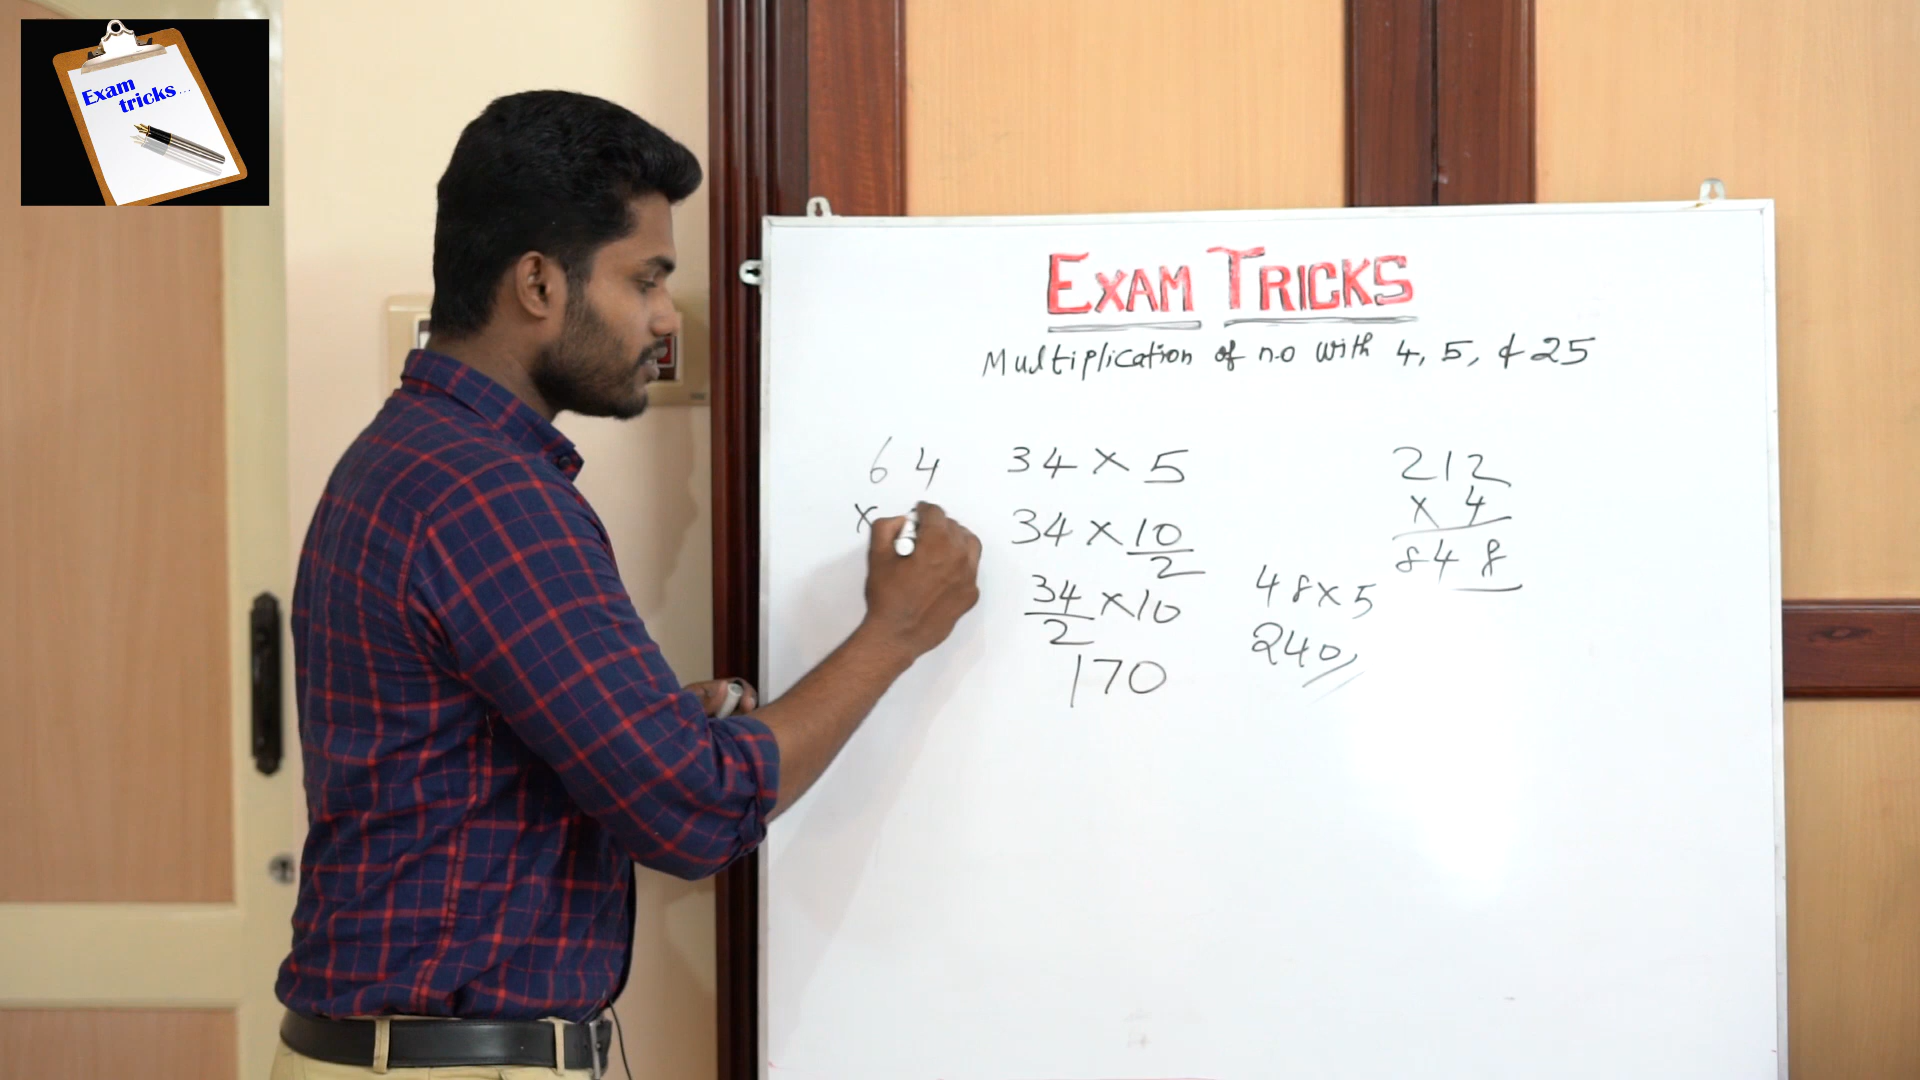 Exam
tricks...
EXAM TRICKS
Multiplication of no with 4, 5, & 25
64
×
34 × 5
34 × 10
2
34 × 10
2
170
48 × 5
240
212
× 4
848